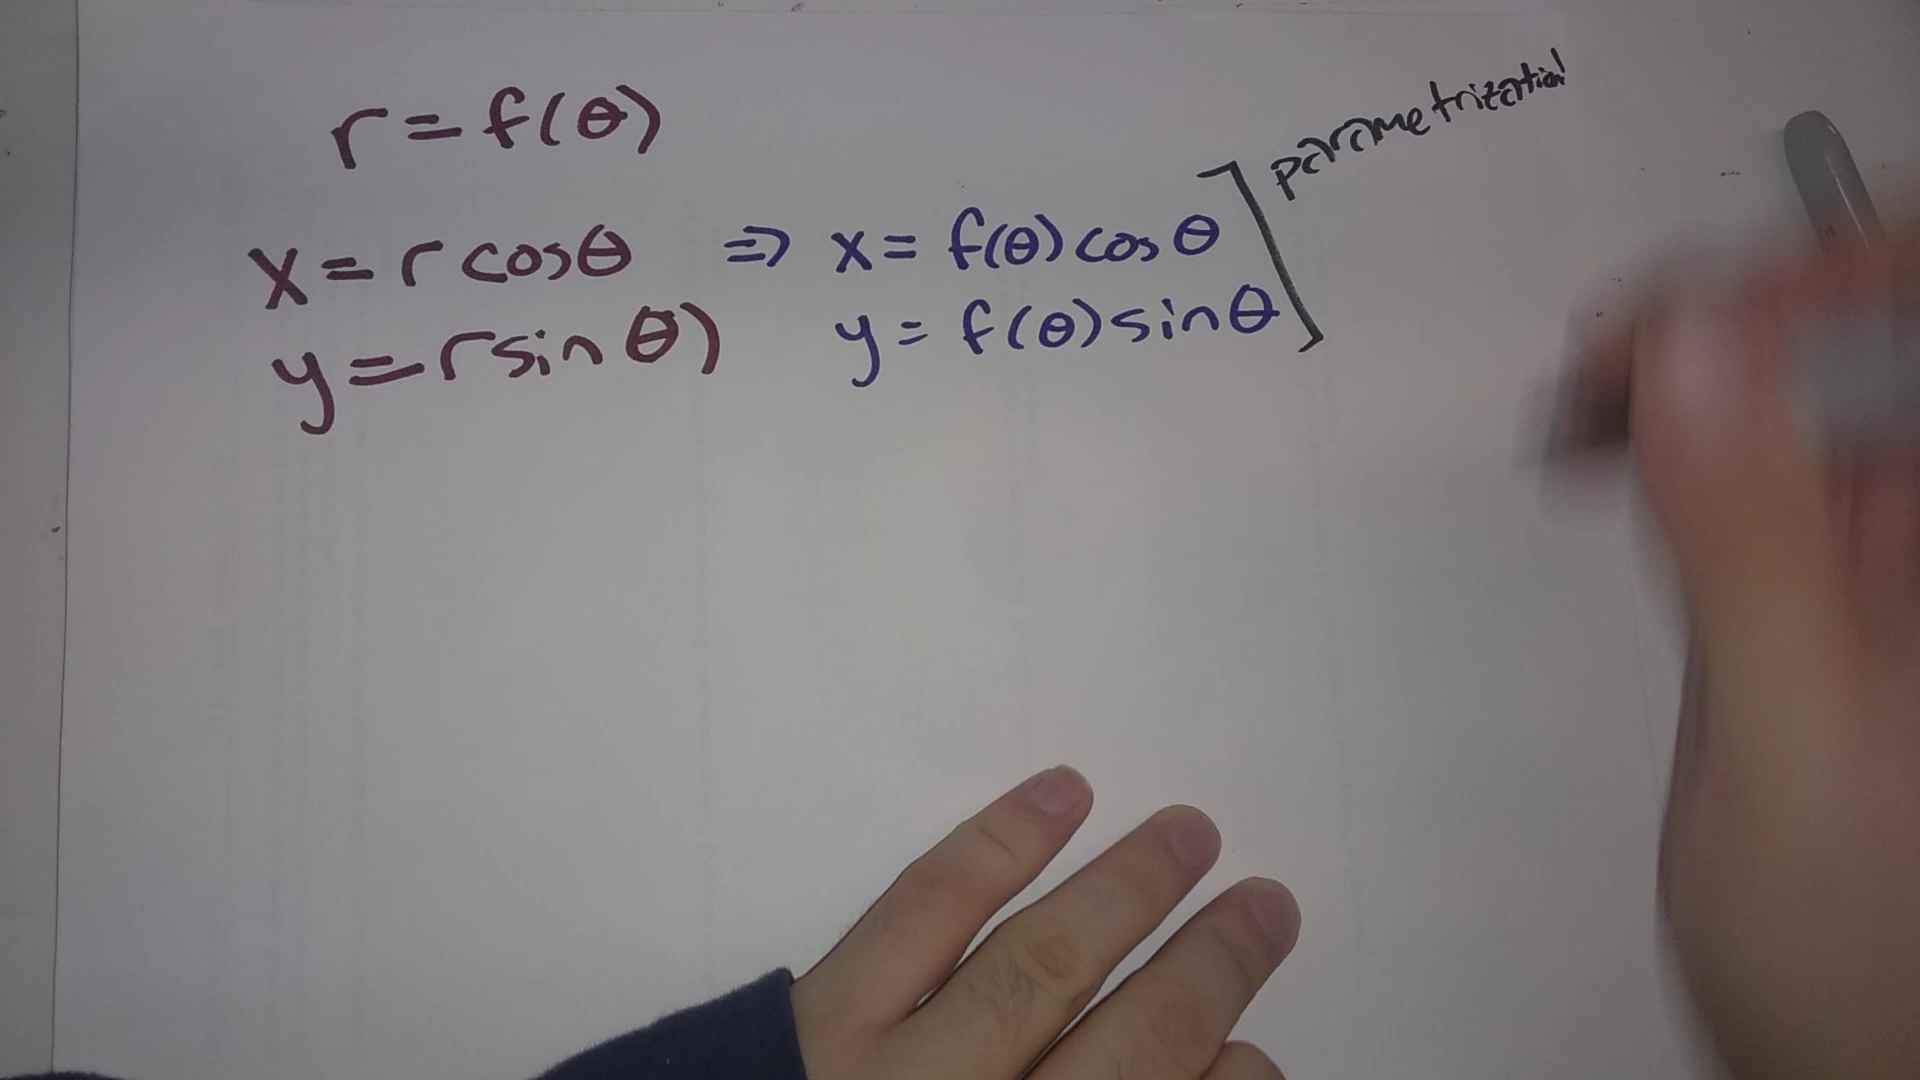 r = f(θ)
parametrization!
x = r cosθ ⇒ x = f(θ) cos θ
y = r sin θ) y = f(θ) sin θ